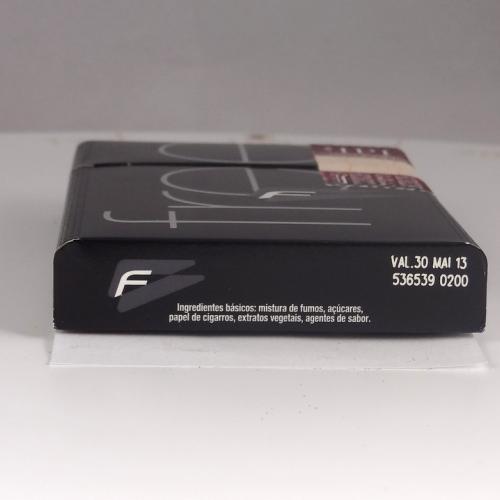 free
F
F
VAL.30 MAI 13
536539 0200
Ingredientes básicos: mistura de fumos, açúcares,
papel de cigarros, extratos vegetais, agentes de sabor.